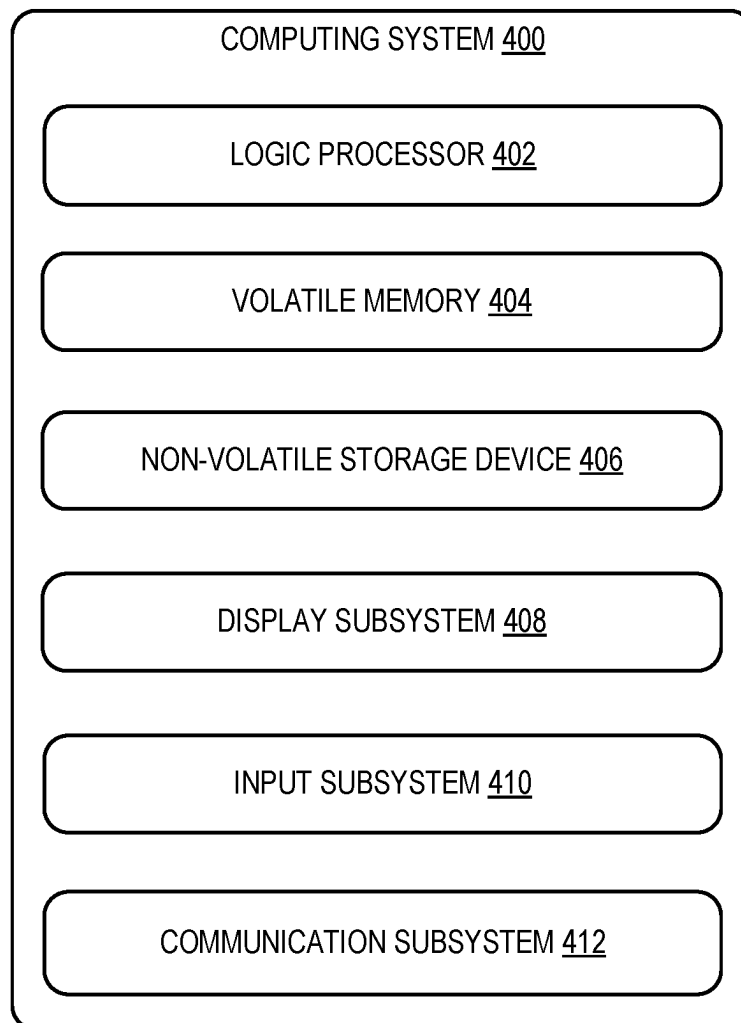 COMPUTING SYSTEM 400
LOGIC PROCESSOR 402
VOLATILE MEMORY 404
NON-VOLATILE STORAGE DEVICE 406
DISPLAY SUBSYSTEM 408
INPUT SUBSYSTEM 410
COMMUNICATION SUBSYSTEM 412